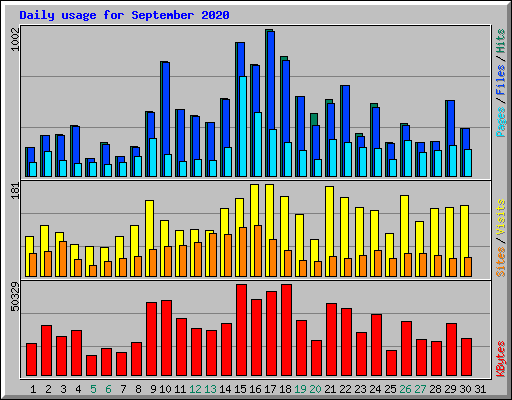 Daily usage for September 2020
1002
Pages / Files / Hits
181
Sites / Visits
50329
KBytes
1 2 3 4 5 6 7 8 9 10 11 12 13 14 15 16 17 18 19 20 21 22 23 24 25 26 27 28 29 30 31